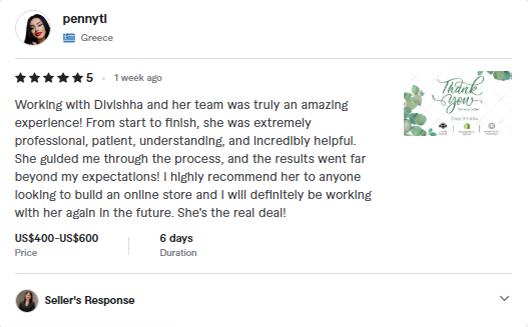 pennytl
Greece
5
1 week ago
Working with Divishha and her team was truly an amazing
experience! From start to finish, she was extremely
professional, patient, understanding, and incredibly helpful.
She guided me through the process, and the results went far
beyond my expectations! I highly recommend her to anyone
looking to build an online store and I will definitely be working
with her again in the future. She's the real deal!
Thank
you
US$400-US$600
6 days
Price
Duration
Seller's Response